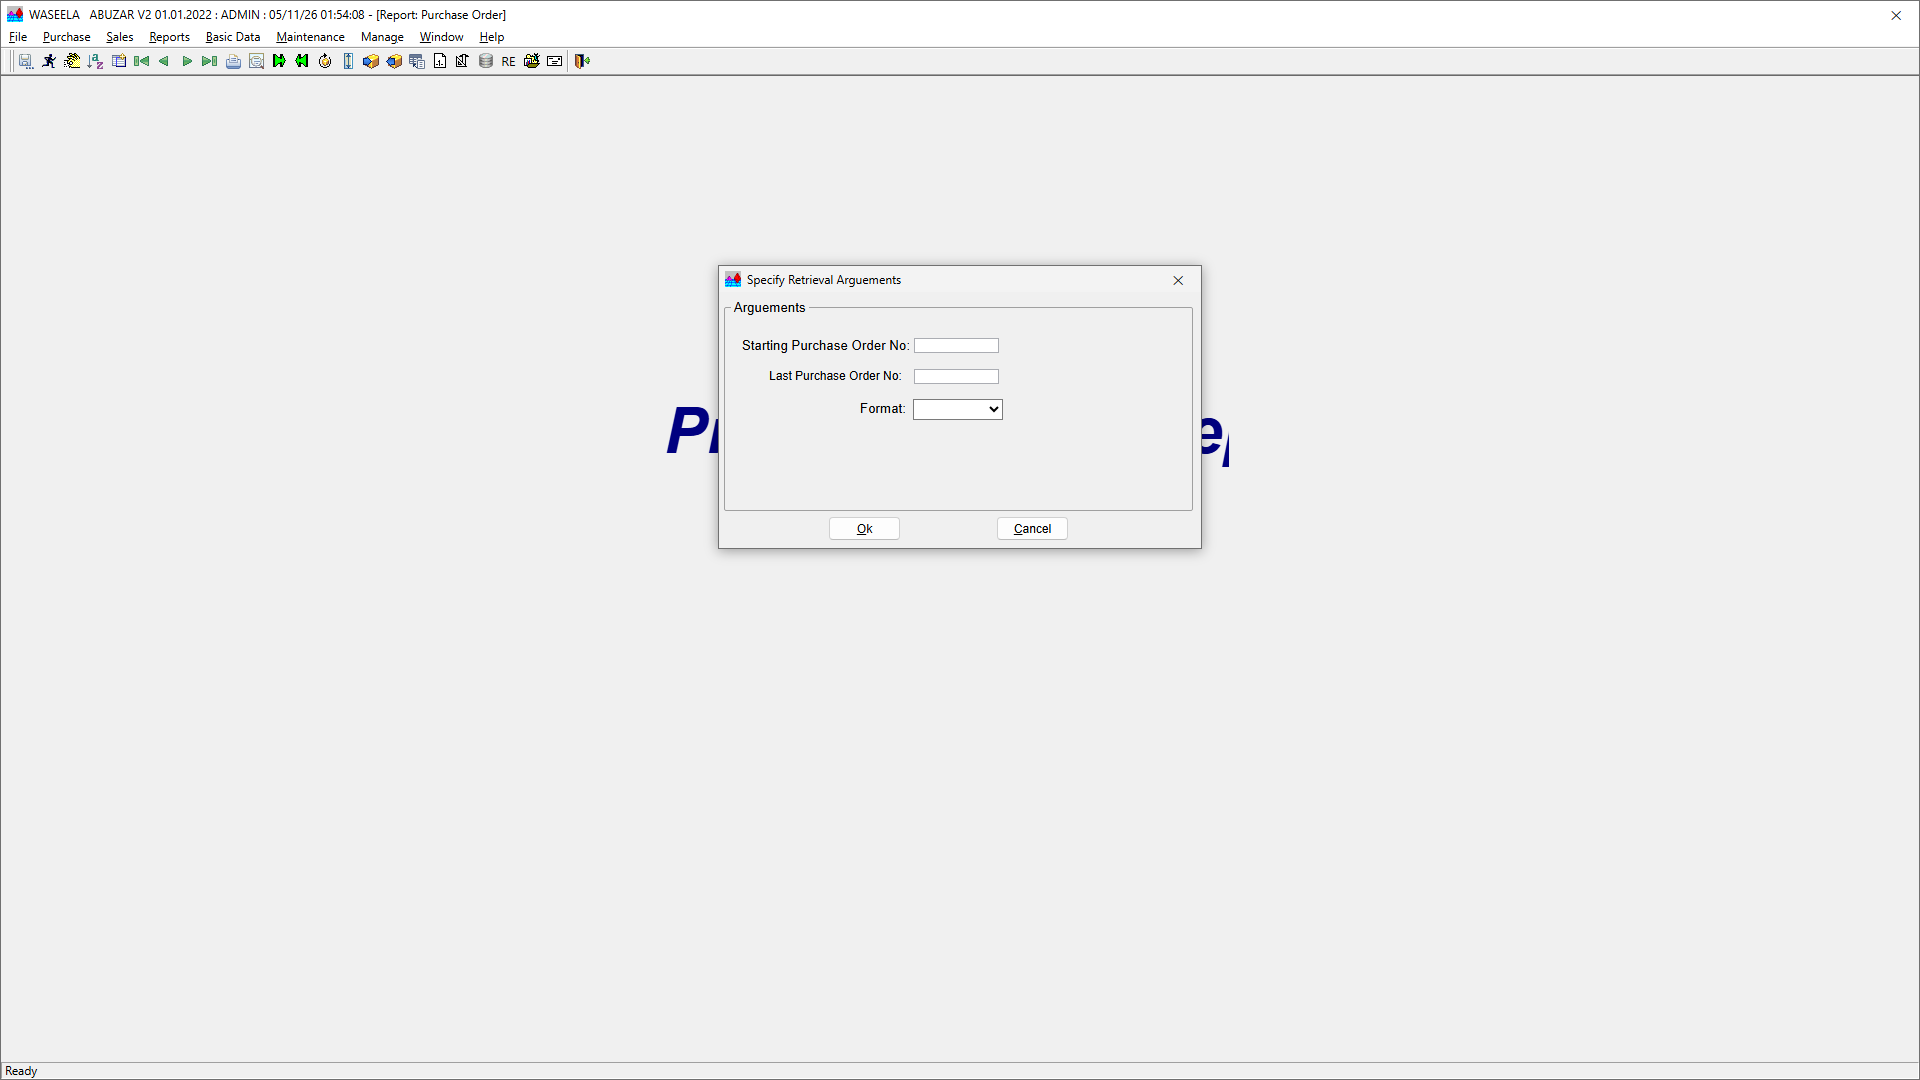 WASEELA ABUZAR V2 01.01.2022 : ADMIN : 05/11/26 01:54:08 - [Report: Purchase Order]
File Purchase Sales Reports Basic Data Maintenance Manage Window Help
RE
Specify Retrieval Arguements
Arguements
Starting Purchase Order No:
Last Purchase Order No:
Format:
Ok Cancel
Ready